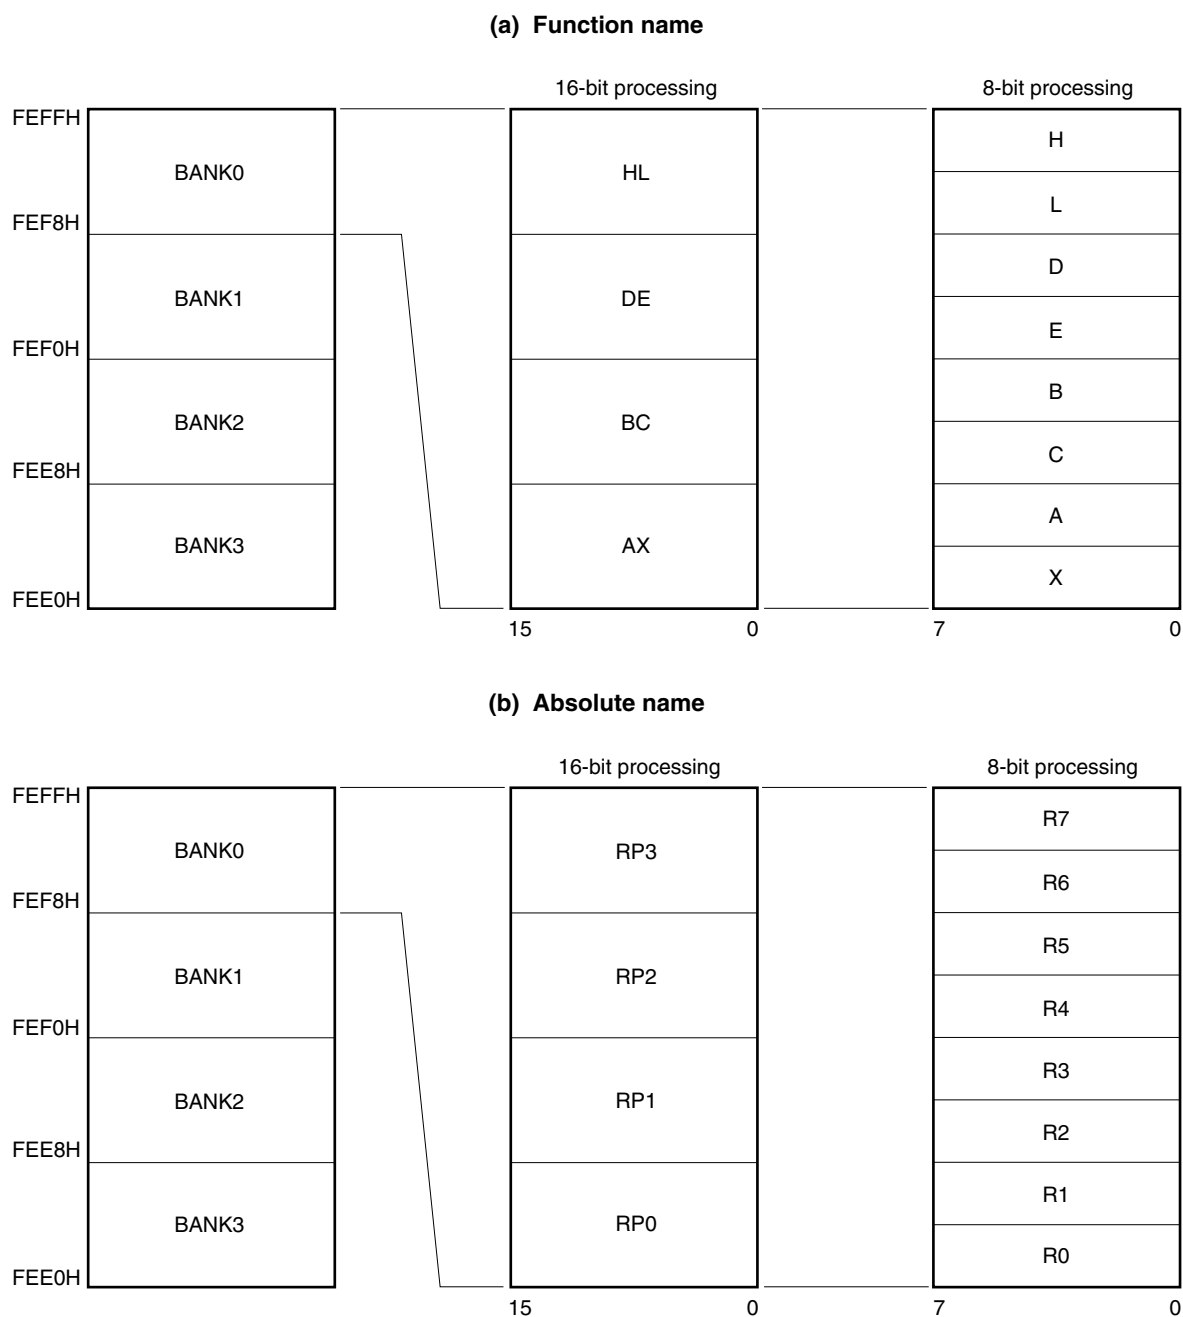 (a) Function name
16-bit processing
8-bit processing
FEFFH
BANK0
HL
H
L
FEF8H
BANK1
DE
D
E
FEF0H
BANK2
BC
B
C
FEE8H
BANK3
AX
A
X
FEE0H
15
0
7
0
(b) Absolute name
16-bit processing
8-bit processing
FEFFH
BANK0
RP3
R7
R6
FEF8H
BANK1
RP2
R5
R4
FEF0H
BANK2
RP1
R3
R2
FEE8H
BANK3
RP0
R1
R0
FEE0H
15
0
7
0